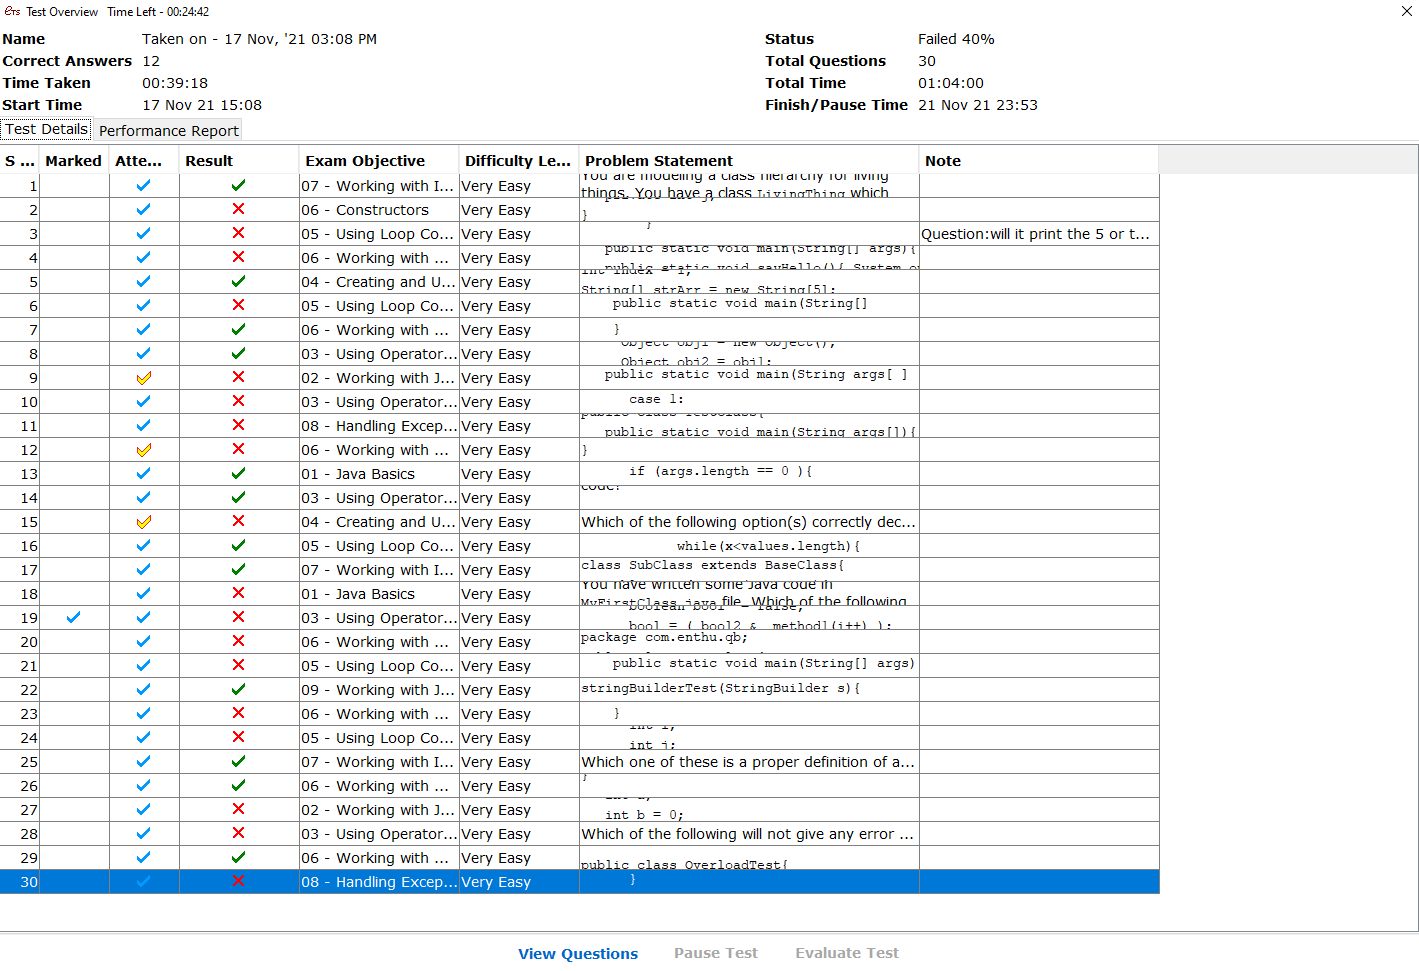 eTs Test Overview Time Left - 00:24:42
Name Taken on - 17 Nov, '21 03:08 PM Status Failed 40%
Correct Answers 12 Total Questions 30
Time Taken 00:39:18 Total Time 01:04:00
Start Time 17 Nov 21 15:08 Finish/Pause Time 21 Nov 21 23:53
Test Details Performance Report
S ... Marked Atte... Result Exam Objective Difficulty Le... Problem Statement Note
1 07 - Working with I... Very Easy You are modeling a class hierarchy for living
things. You have a class LivingThing which
2 06 - Constructors Very Easy }
3 05 - Using Loop Co... Very Easy } Question:will it print the 5 or t...
4 06 - Working with ... Very Easy public static void main(String[] args){
public static void sayHello(){ System.o
5 04 - Creating and U... Very Easy int index = 1;
String[] strArr = new String[5];
6 05 - Using Loop Co... Very Easy public static void main(String[]
7 06 - Working with ... Very Easy }
8 03 - Using Operator... Very Easy Object obj1 = new Object();
Object obj2 = obj1;
9 02 - Working with J... Very Easy public static void main(String args[ ]
10 03 - Using Operator... Very Easy case 1:
11 08 - Handling Excep... Very Easy public class TestClass{
public static void main(String args[]){
12 06 - Working with ... Very Easy }
13 01 - Java Basics Very Easy if (args.length == 0 ){
14 03 - Using Operator... Very Easy code?
15 04 - Creating and U... Very Easy Which of the following option(s) correctly dec...
16 05 - Using Loop Co... Very Easy while(x<values.length){
17 07 - Working with I... Very Easy class SubClass extends BaseClass{
18 01 - Java Basics Very Easy You have written some Java code in
MyFirstClass.java file. Which of the following
19 03 - Using Operator... Very Easy boolean bool = false;
bool = ( bool2 & method1(i++) );
20 06 - Working with ... Very Easy package com.enthu.qb;
21 05 - Using Loop Co... Very Easy public static void main(String[] args)
22 09 - Working with J... Very Easy stringBuilderTest(StringBuilder s){
23 06 - Working with ... Very Easy }
24 05 - Using Loop Co... Very Easy int i;
int j;
25 07 - Working with I... Very Easy Which one of these is a proper definition of a...
26 06 - Working with ... Very Easy }
27 02 - Working with J... Very Easy int b = 0;
28 03 - Using Operator... Very Easy Which of the following will not give any error ...
29 06 - Working with ... Very Easy public class OverloadTest{
30 08 - Handling Excep... Very Easy }
View Questions Pause Test Evaluate Test